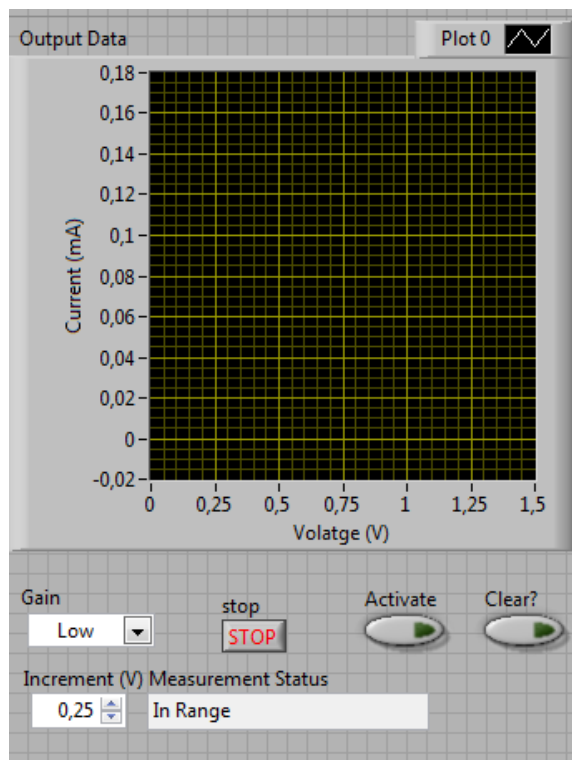 Output Data
Plot 0
0,18
0,16
0,14
0,12
0,1
0,08
0,06
0,04
0,02
0
-0,02
Current (mA)
0 0,25 0,5 0,75 1 1,25 1,5
Volatge (V)
Gain
Low
stop
STOP
Activate
Clear?
Increment (V)
0,25
Measurement Status
In Range